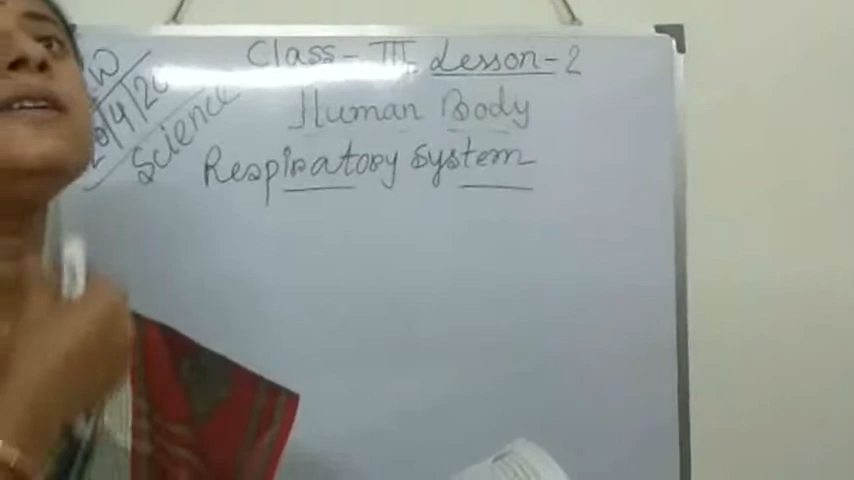 Class - III Lesson - 2
Human Body
Science
Respiratory system